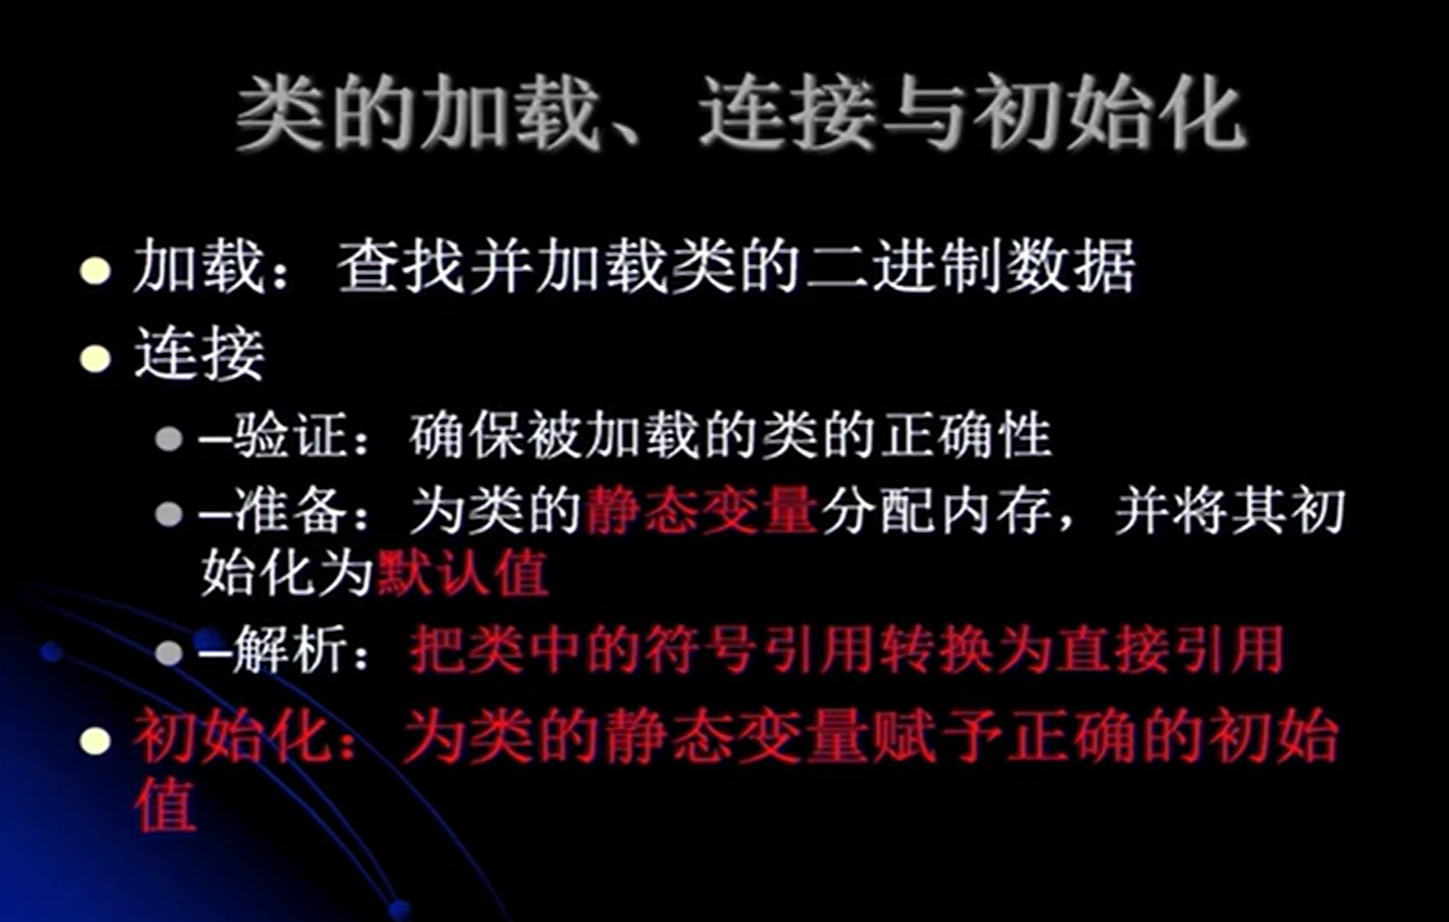 类的加载、连接与初始化
加载： 查找并加载类的二进制数据
连接
–验证： 确保被加载的类的正确性
–准备： 为类的静态变量分配内存，并将其初
始化为默认值
–解析： 把类中的符号引用转换为直接引用
初始化： 为类的静态变量赋予正确的初始
值